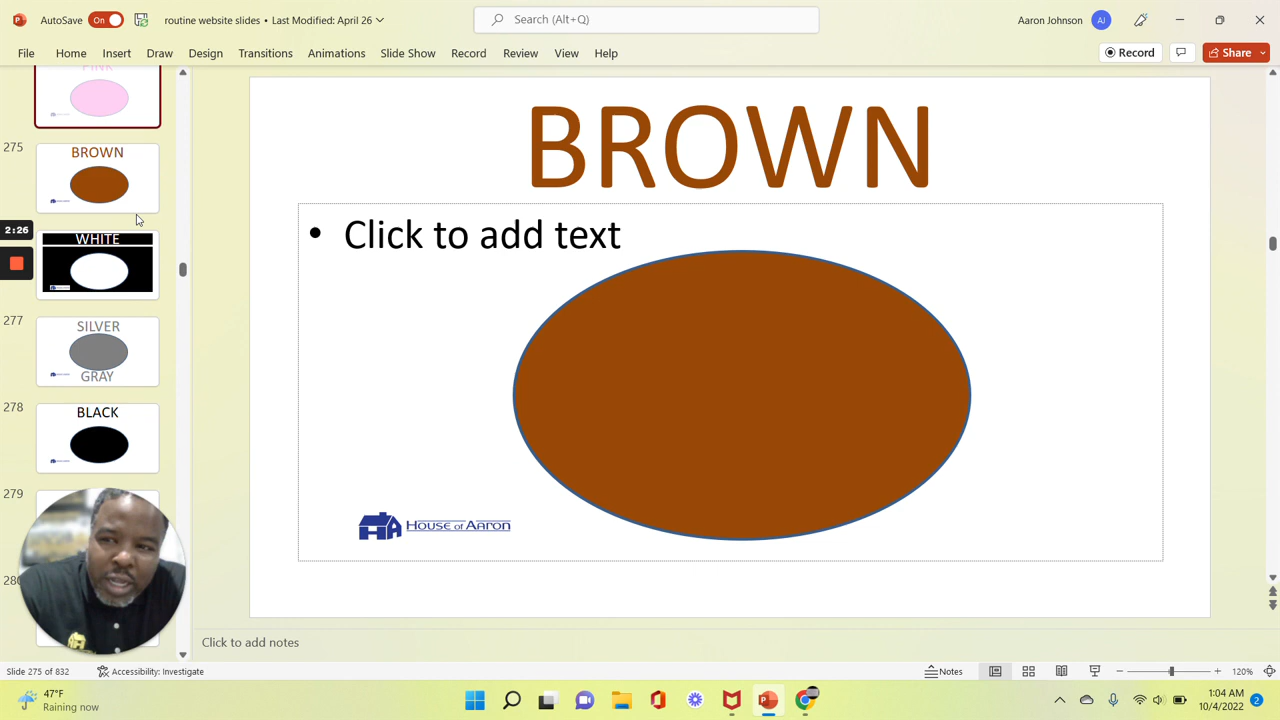 AutoSave On routine website slides • Last Modified: April 26 Search (Alt+Q) Aaron Johnson AJ
File Home Insert Draw Design Transitions Animations Slide Show Record Review View Help Record Share
PINK
275
BROWN
WHITE
277
SILVER
GRAY
278
BLACK
279
280
2:26
BROWN
• Click to add text
HA HOUSE OF AARON
Click to add notes
Slide 275 of 832 Accessibility: Investigate Notes 120%
47°F
Raining now
1:04 AM
10/4/2022
2